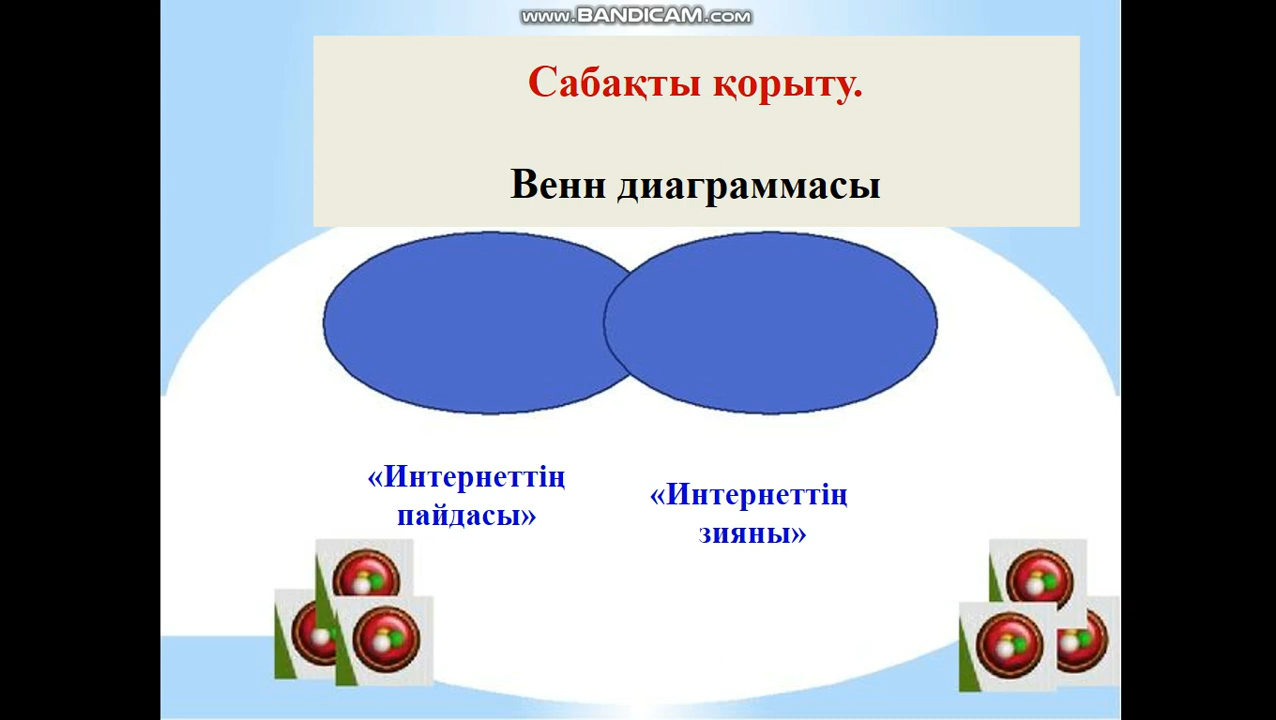 www.BANDICAM.com
Сабақты қорыту.
Венн диаграммасы
«Интернеттің
пайдасы»
«Интернеттің
зияны»